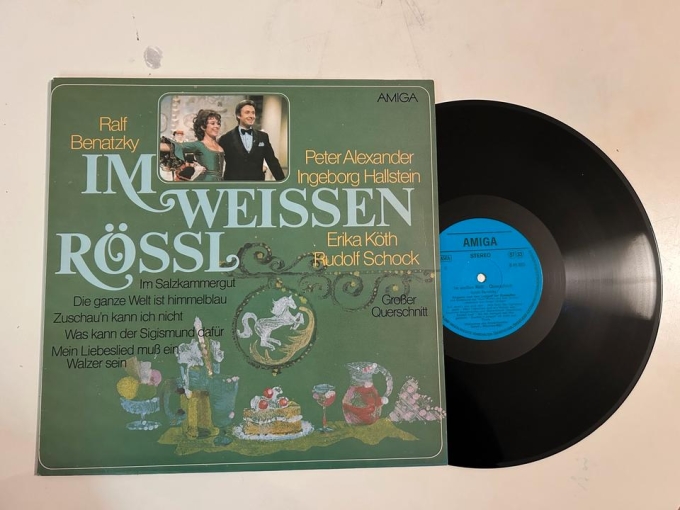 AMIGA
Ralf
Benatzky
Peter Alexander
Ingeborg Hallstein
IM
WEISSEN
RÖSSL
Erika Köth
Rudolf Schock
Im Salzkammergut
Die ganze Welt ist himmelblau
Zuschau'n kann ich nicht
Was kann der Sigismund dafür
Mein Liebeslied muß ein
Walzer sein
Großer
Querschnitt
AMIGA
STEREO